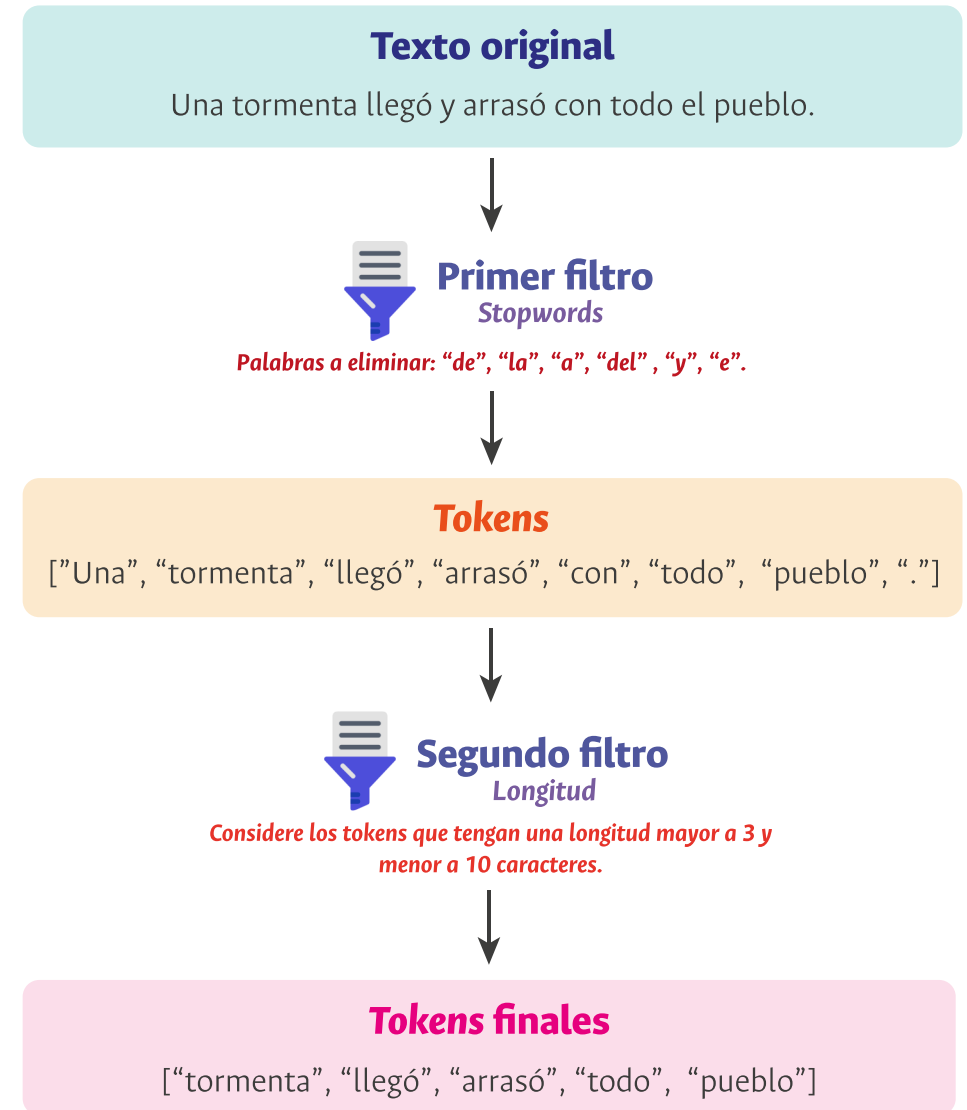 Texto original
Una tormenta llegó y arrasó con todo el pueblo.
Primer filtro
Stopwords
Palabras a eliminar: “de”, “la”, “a”, “del” , “y”, “e”.
Tokens
[”Una”, “tormenta”, “llegó”, “arrasó”, “con”, “todo”, “pueblo”, “.”]
Segundo filtro
Longitud
Considere los tokens que tengan una longitud mayor a 3 y
menor a 10 caracteres.
Tokens finales
[“tormenta”, “llegó”, “arrasó”, “todo”, “pueblo”]